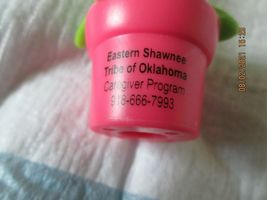 Eastern Shawnee
Tribe of Oklahoma
Caregiver Program
918-666-7993